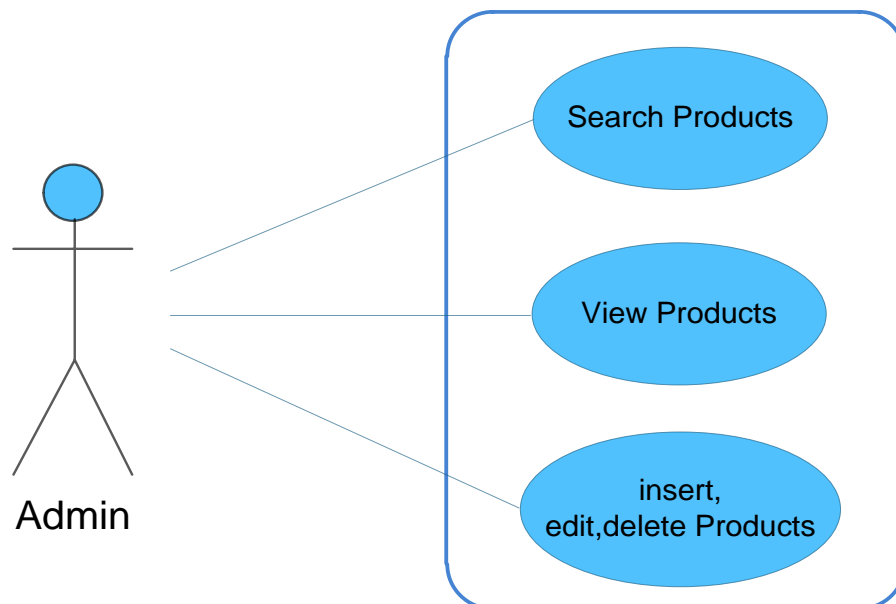 Search Products
View Products
Admin
insert,
edit,delete Products